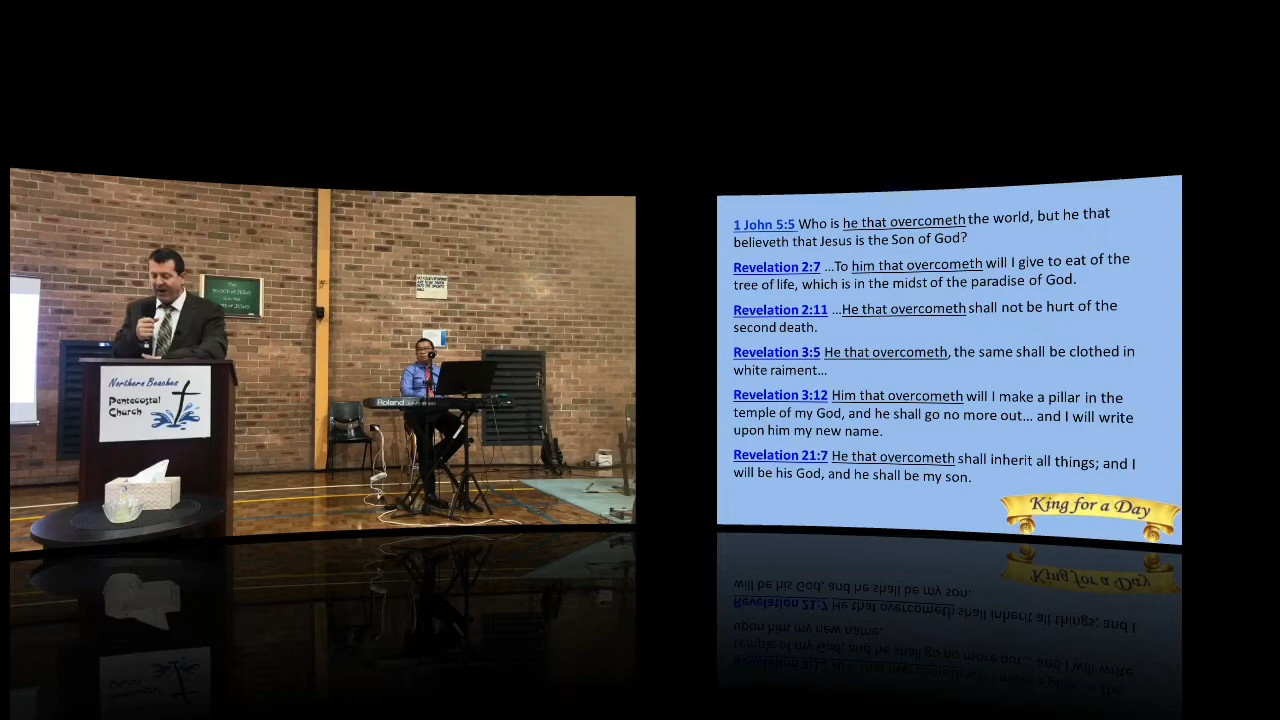 THE
BLOOD of JESUS
Northern Beaches
Pentecostal
Church
Roland
1 John 5:5 Who is he that overcometh the world, but he that
believeth that Jesus is the Son of God?
Revelation 2:7 ...To him that overcometh will I give to eat of the
tree of life, which is in the midst of the paradise of God.
Revelation 2:11 ...He that overcometh shall not be hurt of the
second death.
Revelation 3:5 He that overcometh, the same shall be clothed in
white raiment...
Revelation 3:12 Him that overcometh will I make a pillar in the
temple of my God, and he shall go no more out... and I will write
upon him my new name.
Revelation 21:7 He that overcometh shall inherit all things; and I
will be his God, and he shall be my son.
King for a Day